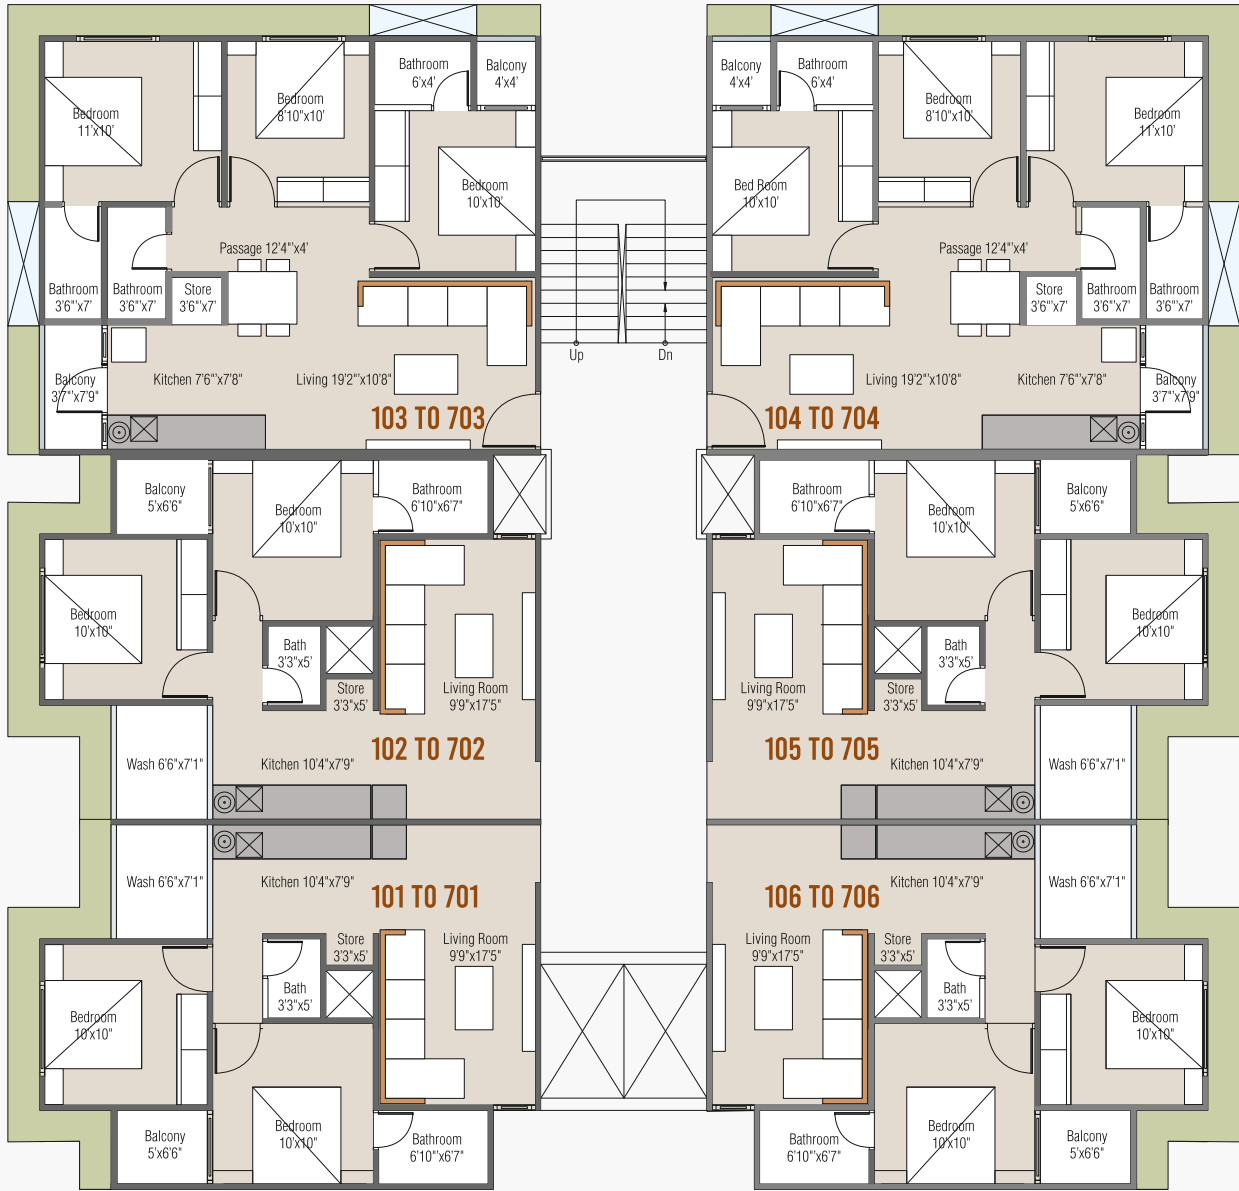 Bedroom
11'x10'
Bedroom
8'10"x10'
Bathroom
6'x4'
Balcony
4'x4'
Bedroom
10'x10'
Passage 12'4"'x4'
Bathroom
3'6"'x7'
Bathroom
3'6"'x7'
Store
3'6"'x7'
Balcony
3'7"'x7'9"
Kitchen 7'6"'x7'8"
Living 19'2"'x10'8"
103 TO 703
Up
Dn
Balcony
4'x4'
Bathroom
6'x4'
Bedroom
8'10"x10'
Bedroom
11'x10'
Bed Room
10'x10'
Passage 12'4"'x4'
Store
3'6"'x7'
Bathroom
3'6"'x7'
Bathroom
3'6"'x7'
Living 19'2"'x10'8"
Kitchen 7'6"'x7'8"
Balcony
3'7"'x7'9"
104 TO 704
Balcony
5'x6'6"
Bedroom
10'x10"
Bathroom
6'10"x6'7"
Bedroom
10'x10"
Bath
3'3"x5'
Store
3'3"x5'
Living Room
9'9"x17'5"
102 TO 702
Wash 6'6"x7'1"
Kitchen 10'4"x7'9"
Bathroom
6'10"x6'7"
Bedroom
10'x10"
Balcony
5'x6'6"
Bedroom
10'x10"
Living Room
9'9"x17'5"
Store
3'3"x5'
Bath
3'3"x5'
105 TO 705
Kitchen 10'4"x7'9"
Wash 6'6"x7'1"
Wash 6'6"x7'1"
Kitchen 10'4"x7'9"
101 TO 701
Store
3'3"x5'
Living Room
9'9"x17'5"
Bath
3'3"x5'
Bedroom
10'x10"
Balcony
5'x6'6"
Bedroom
10'x10"
Bathroom
6'10"'x6'7"
Kitchen 10'4"x7'9"
Wash 6'6"x7'1"
106 TO 706
Living Room
9'9"x17'5"
Store
3'3"x5'
Bath
3'3"x5'
Bedroom
10'x10"
Bathroom
6'10"'x6'7"
Bedroom
10'x10"
Balcony
5'x6'6"